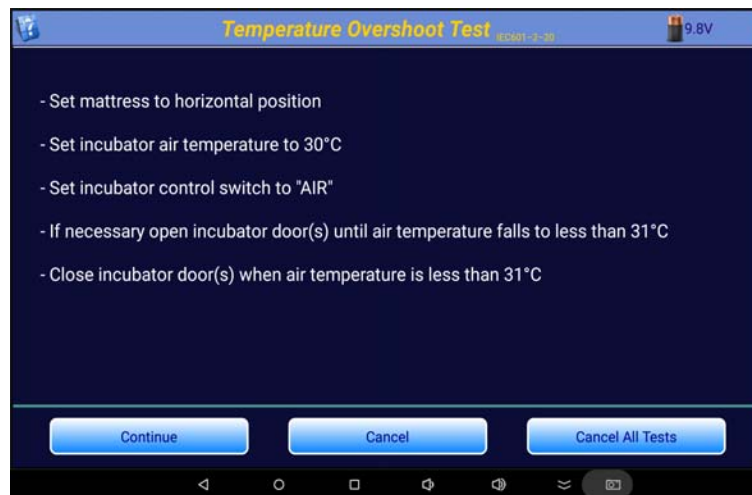 Temperature Overshoot Test IEC601-2-20 9.8V
- Set mattress to horizontal position
- Set incubator air temperature to 30°C
- Set incubator control switch to "AIR"
- If necessary open incubator door(s) until air temperature falls to less than 31°C
- Close incubator door(s) when air temperature is less than 31°C
Continue Cancel Cancel All Tests